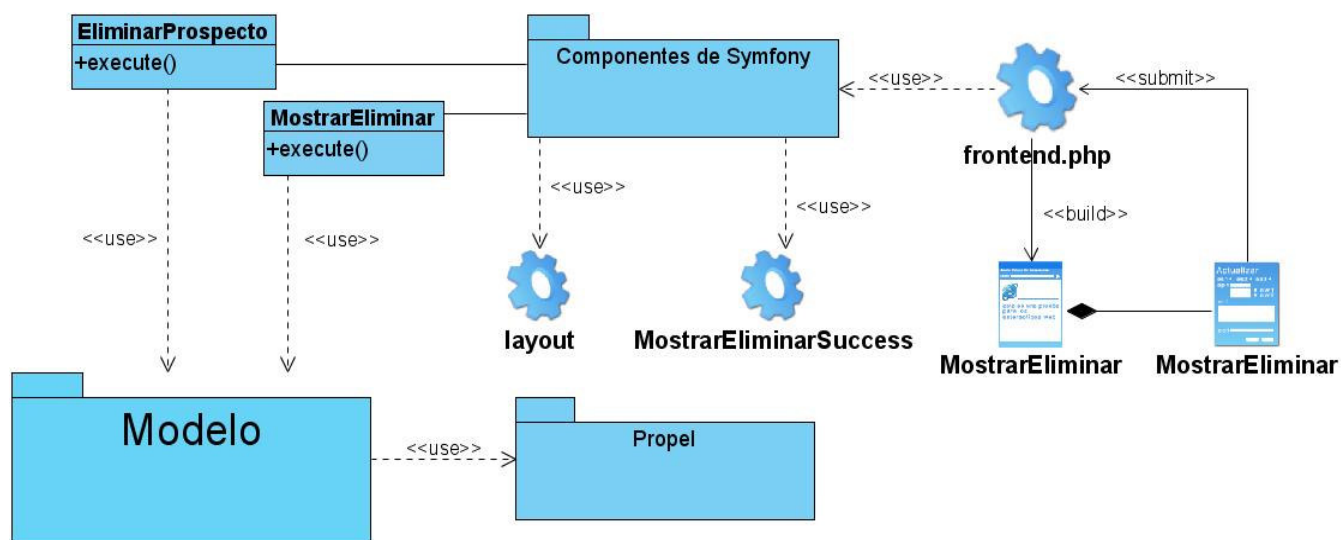 EliminarProspecto
+execute()
MostrarEliminar
+execute()
Componentes de Symfony
<<use>>
<<submit>>
frontend.php
<<use>>
<<use>>
<<use>>
<<use>>
<<build>>
layout
MostrarEliminarSuccess
Actualizar
MostrarEliminar
MostrarEliminar
Modelo
<<use>>
Propel